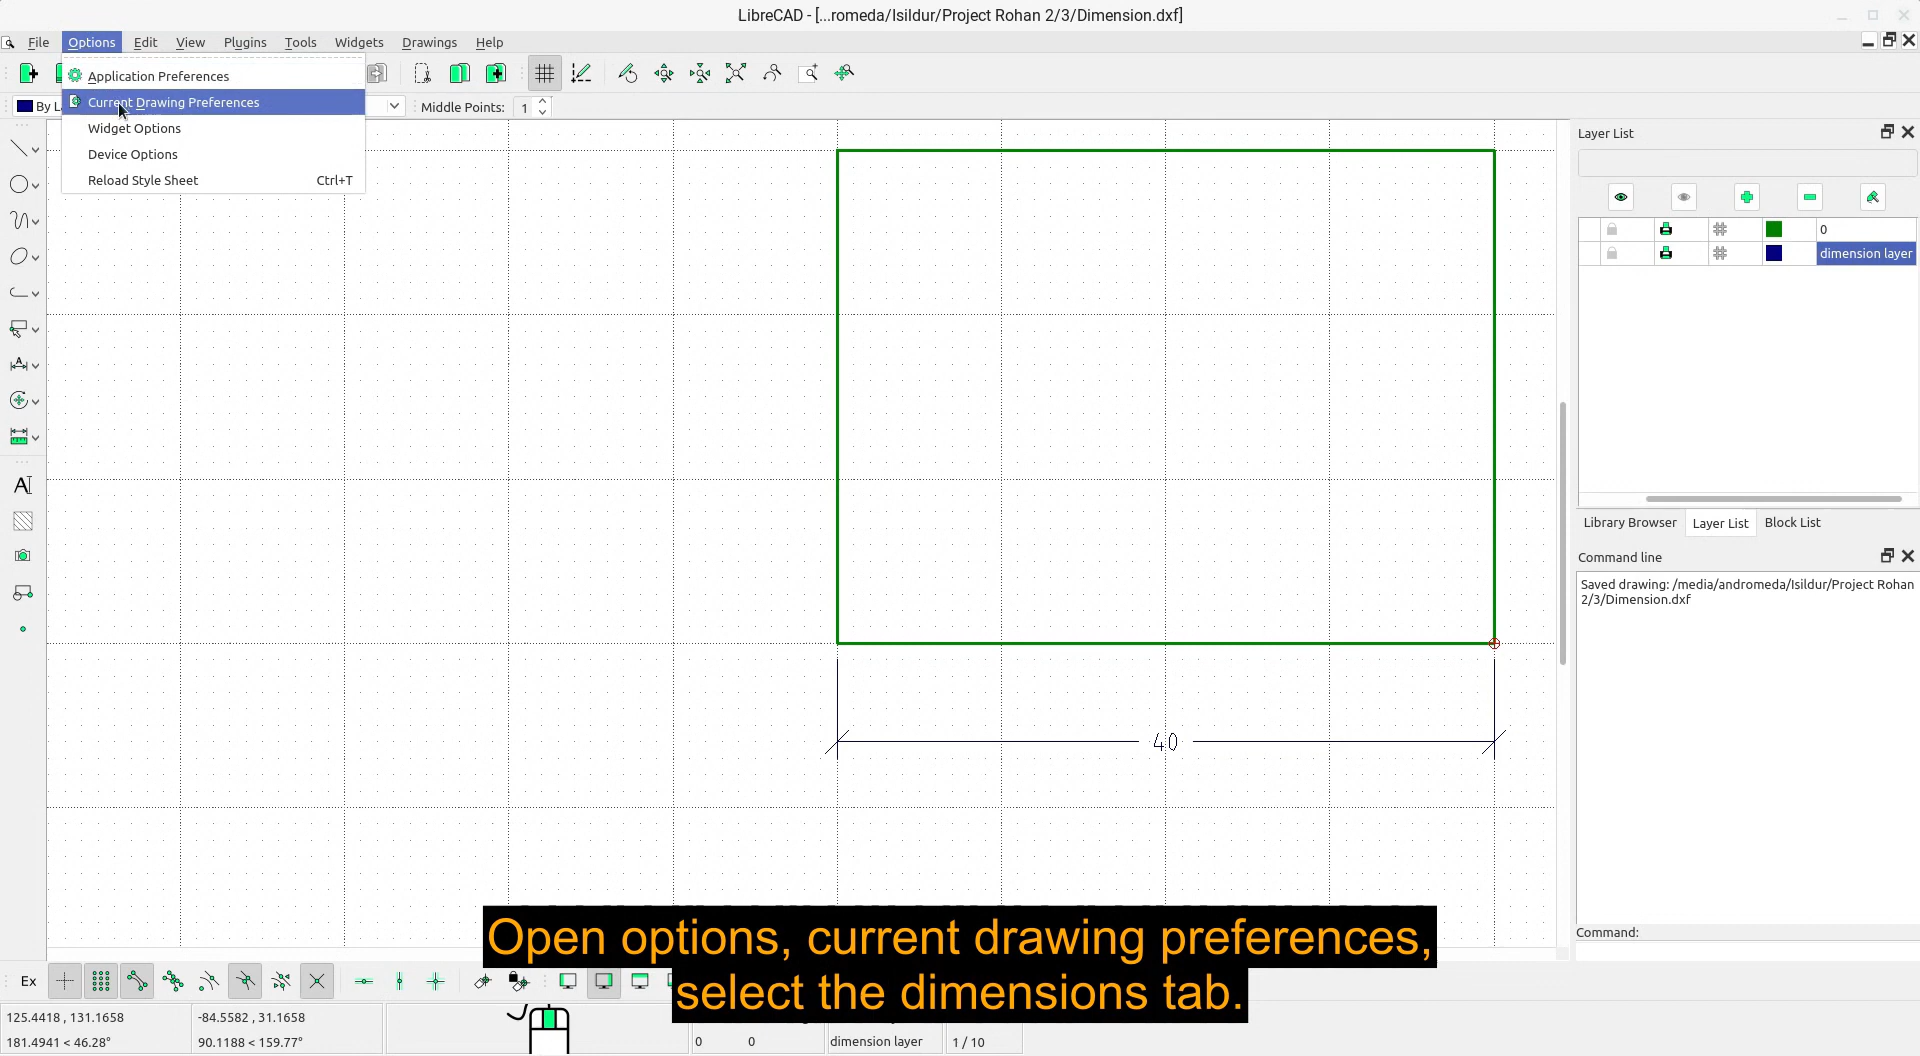 LibreCAD - [...romeda/Isildur/Project Rohan 2/3/Dimension.dxf]
File Options Edit View Plugins Tools Widgets Drawings Help
Application Preferences
Current Drawing Preferences
Widget Options
Device Options
Reload Style Sheet Ctrl+T
By L
Middle Points: 1
Layer List
0
dimension layer
Library Browser Layer List Block List
Command line
Saved drawing: /media/andromeda/Isildur/Project Rohan
2/3/Dimension.dxf
Command:
A
40
Open options, current drawing preferences,
select the dimensions tab.
Ex
125.4418 , 131.1658
181.4941 < 46.28°
-84.5582 , 31.1658
90.1188 < 159.77°
0 0
dimension layer
1 / 10